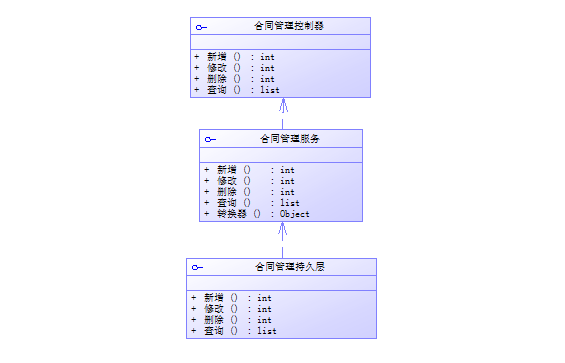 合同管理控制器
+ 新增 () : int
+ 修改 () : int
+ 删除 () : int
+ 查询 () : list
合同管理服务
+ 新增 () : int
+ 修改 () : int
+ 删除 () : int
+ 查询 () : list
+ 转换器 () : Object
合同管理持久层
+ 新增 () : int
+ 修改 () : int
+ 删除 () : int
+ 查询 () : list